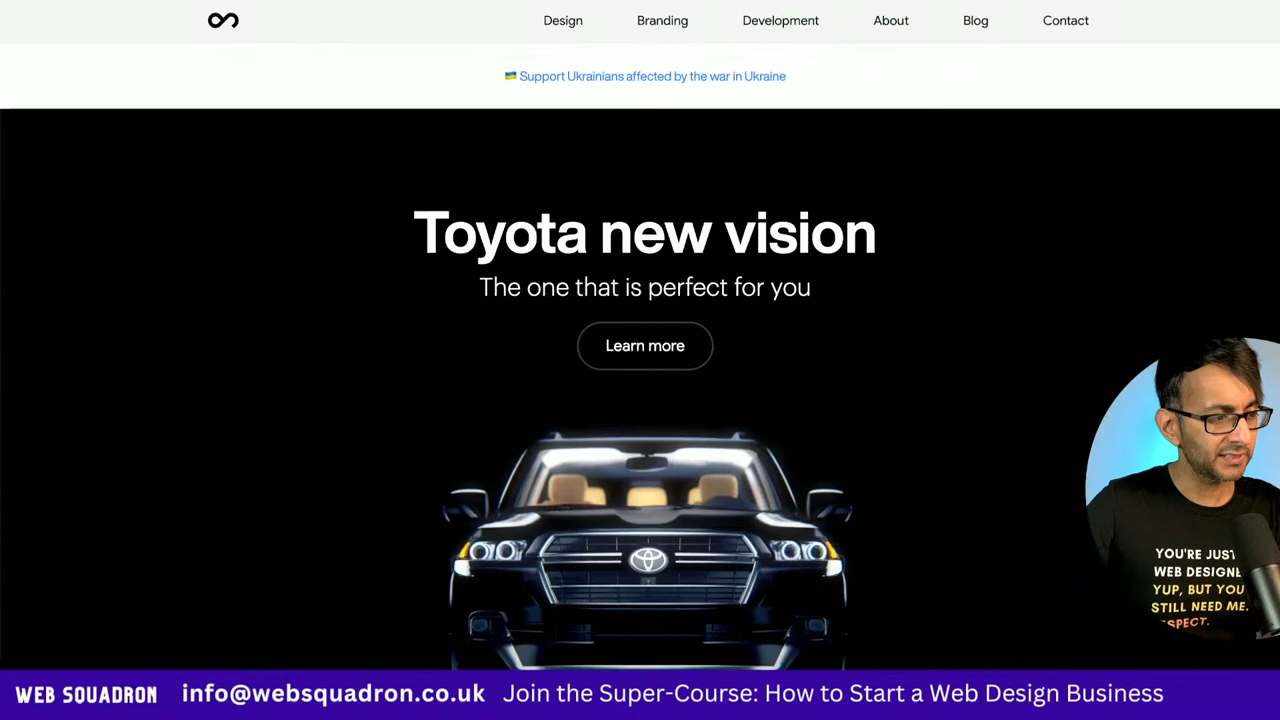 Design Branding Development About Blog Contact
🇺🇦 Support Ukrainians affected by the war in Ukraine
Toyota new vision
The one that is perfect for you
Learn more
YOU'RE JUST
WEB
YUP, BUT YOU
STILL NEED ME.
WEB SQUADRON info@websquadron.co.uk Join the Super-Course: How to Start a Web Design Business